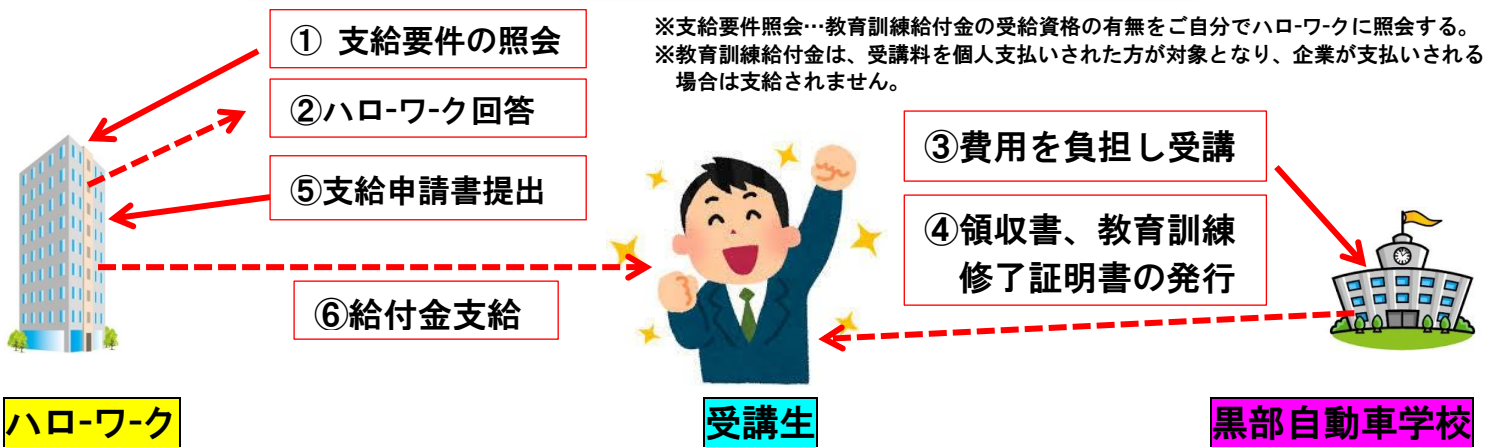 ※支給要件照会…教育訓練給付金の受給資格の有無をご自分でハロ-ワ-クに照会する。
※教育訓練給付金は、受講料を個人支払いされた方が対象となり、企業が支払いされる
場合は支給されません。
① 支給要件の照会
②ハロ-ワ-ク回答
⑤支給申請書提出
⑥給付金支給
③費用を負担し受講
④領収書、教育訓練
修了証明書の発行
ハロ-ワ-ク
受講生
黒部自動車学校